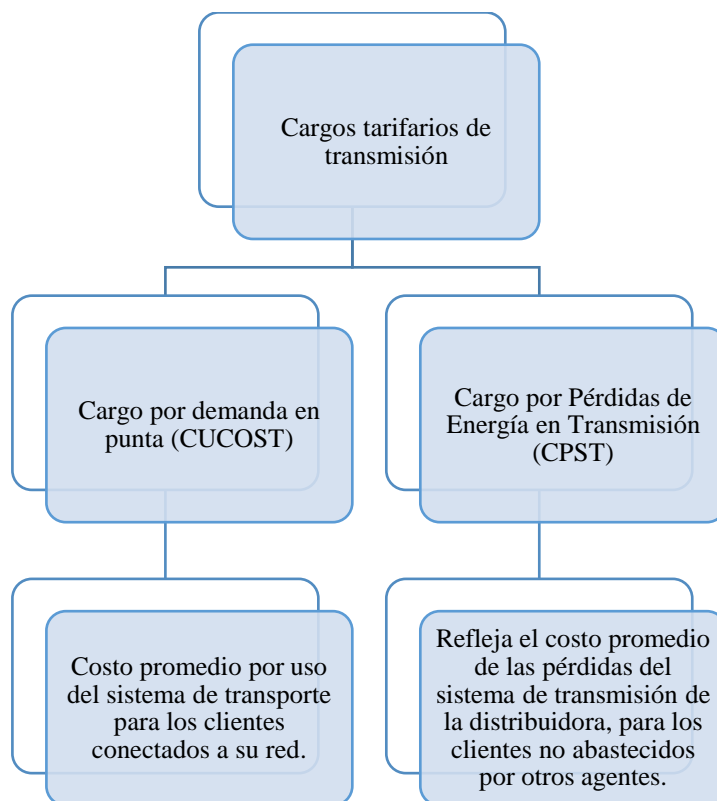 Cargos tarifarios de
transmisión
Cargo por demanda en
punta (CUCOST)
Cargo por Pérdidas de
Energía en Transmisión
(CPST)
Costo promedio por uso
del sistema de transporte
para los clientes
conectados a su red.
Refleja el costo promedio
de las pérdidas del
sistema de transmisión de
la distribuidora, para los
clientes no abastecidos
por otros agentes.